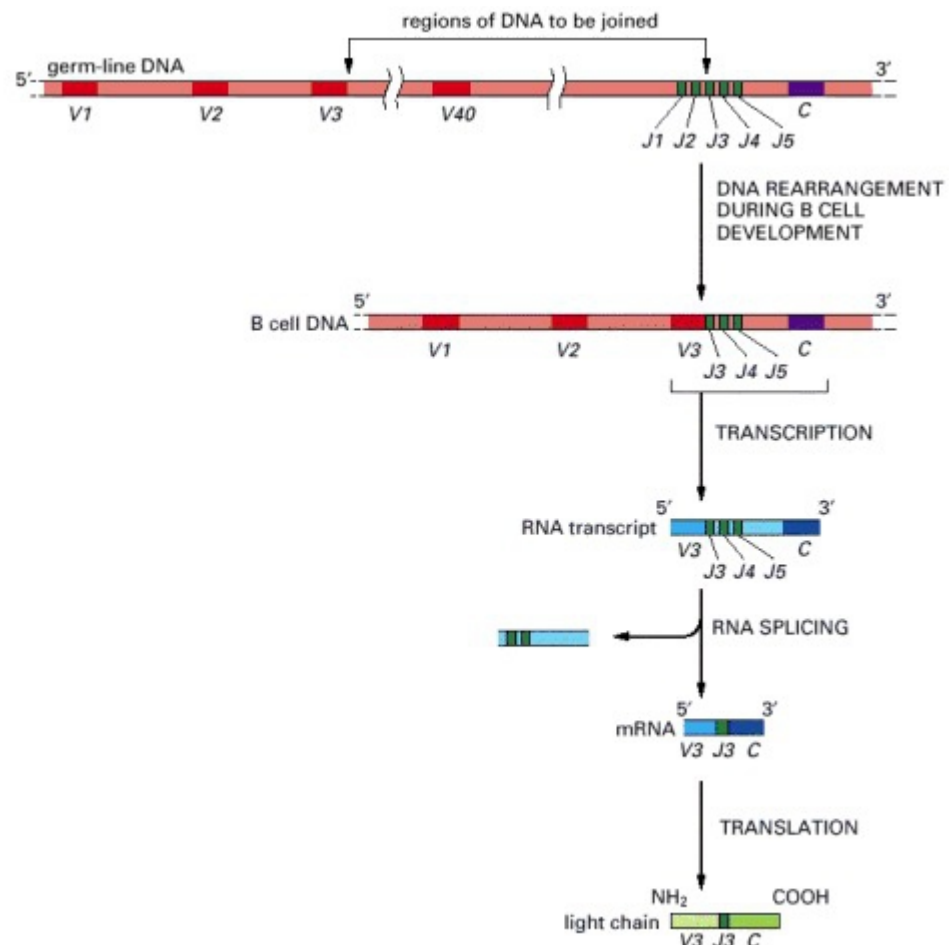 regions of DNA to be joined
germ-line DNA
5′ 3′
V1 V2 V3 V40 C
J1 J2 J3 J4 J5
DNA REARRANGEMENT
DURING B CELL
DEVELOPMENT
5′ 3′
B cell DNA
V1 V2 V3 C
J3 J4 J5
TRANSCRIPTION
5′ 3′
RNA transcript
V3 C
J3 J4 J5
RNA SPLICING
5′ 3′
mRNA
V3 J3 C
TRANSLATION
NH₂ COOH
light chain
V3 J3 C